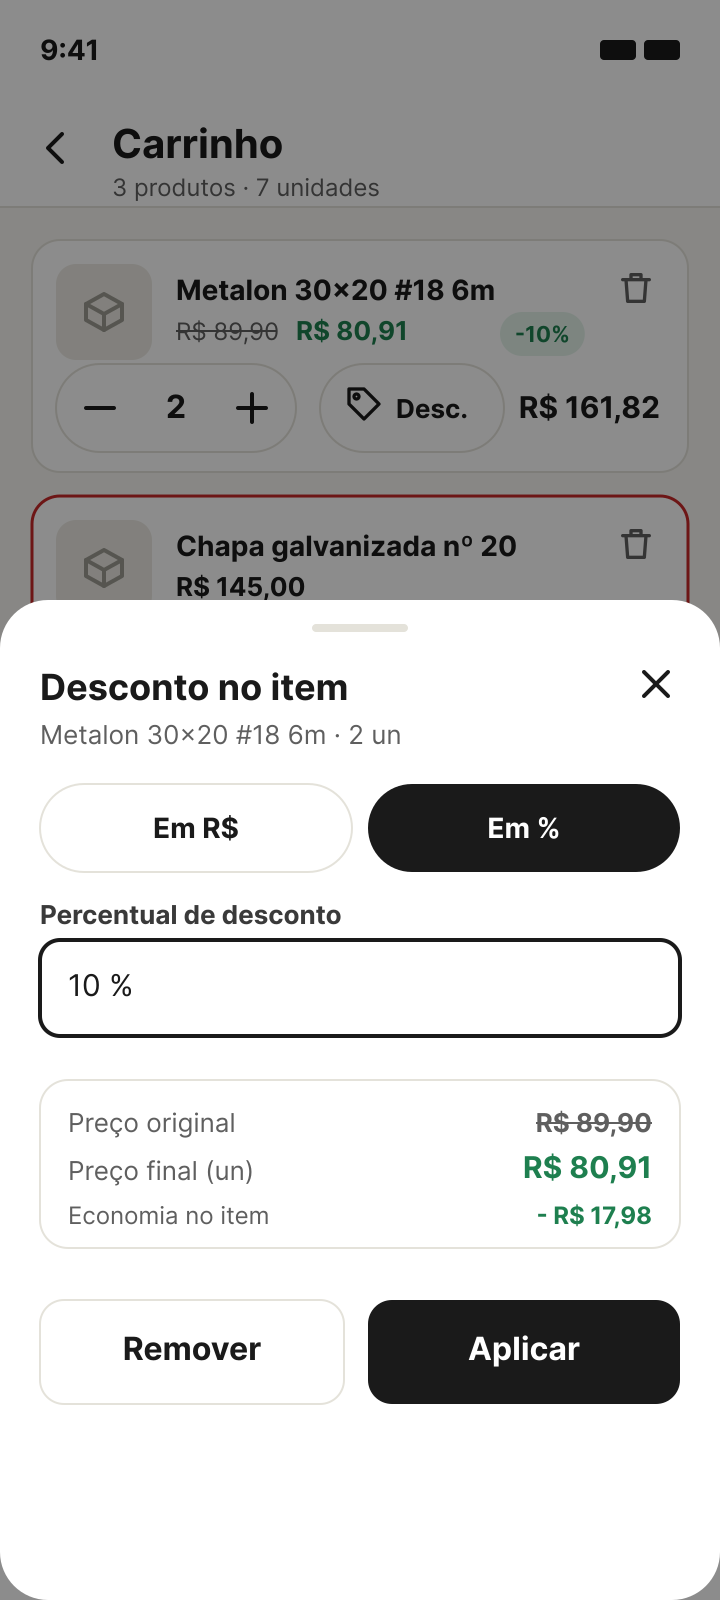 9:41
Carrinho
3 produtos · 7 unidades
Metalon 30×20 #18 6m
R$ 89,90 R$ 80,91 -10%
2 Desc. R$ 161,82
Chapa galvanizada nº 20
R$ 145,00
Desconto no item
Metalon 30×20 #18 6m · 2 un
Em R$ Em %
Percentual de desconto
10 %
Preço original R$ 89,90
Preço final (un) R$ 80,91
Economia no item - R$ 17,98
Remover Aplicar